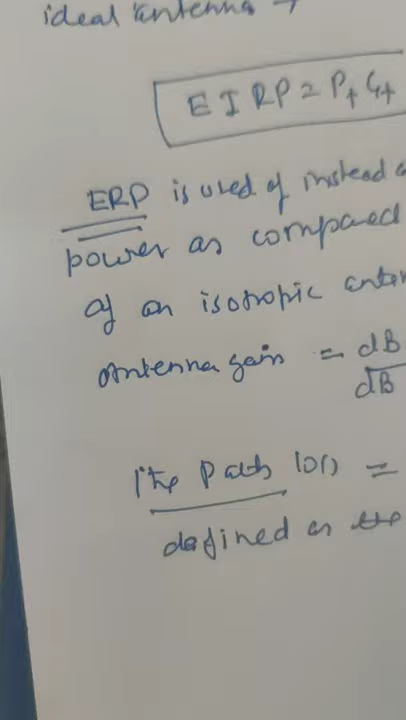 ideal antenna →
EIRP = Pt Gt
ERP is used of instead
power as compared
of an isotropic
Antenna gain = dB
dB
The Path loss =
defined as the